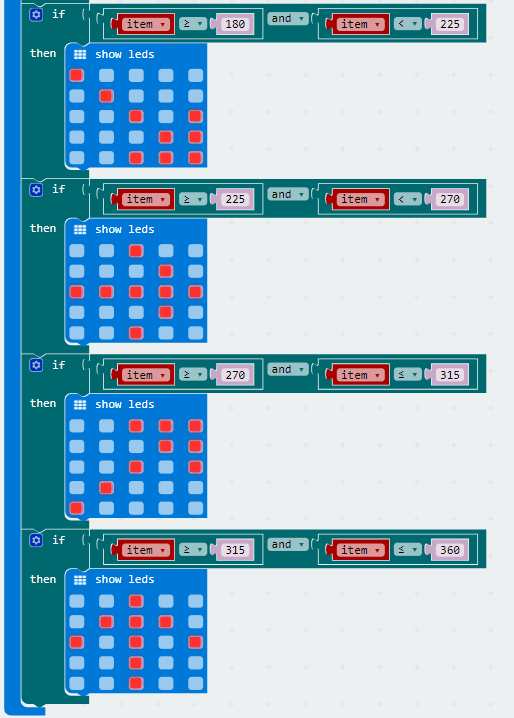 if ( ( item ≥ 180 and ( item < 225
then show leds
if ( ( item ≥ 225 and ( item < 270
then show leds
if ( ( item ≥ 270 and ( item ≤ 315
then show leds
if ( ( item ≥ 315 and ( item ≤ 360
then show leds